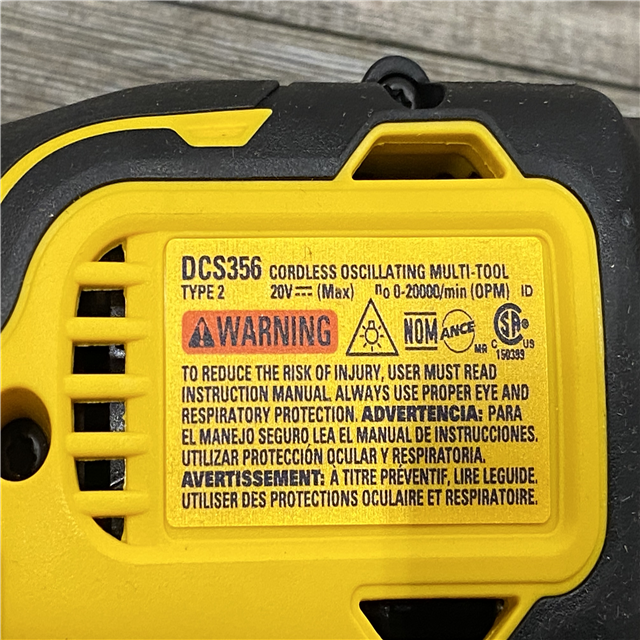 DCS356 CORDLESS OSCILLATING MULTI-TOOL
TYPE 2 20V⎓ (Max) no 0-20000/min (OPM) ID
WARNING NOM ANCE MR C SA ® C US 150399
TO REDUCE THE RISK OF INJURY, USER MUST READ
INSTRUCTION MANUAL. ALWAYS USE PROPER EYE AND
RESPIRATORY PROTECTION. ADVERTENCIA: PARA
EL MANEJO SEGURO LEA EL MANUAL DE INSTRUCCIONES.
UTILIZAR PROTECCIÓN OCULAR Y RESPIRATORIA.
AVERTISSEMENT: À TITRE PRÉVENTIF, LIRE LEGUIDE.
UTILISER DES PROTECTIONS OCULAIRE ET RESPIRATOIRE.